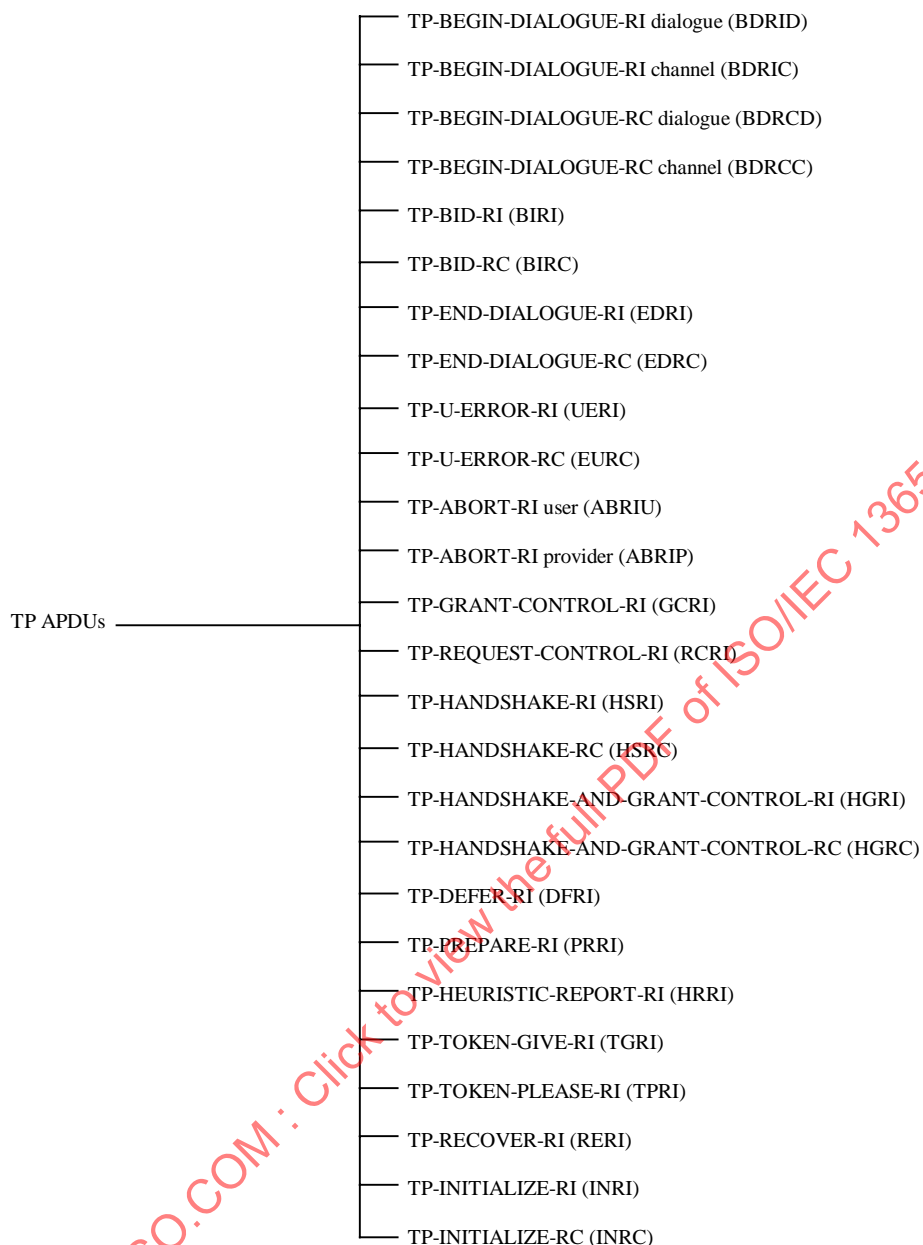 TP-BEGIN-DIALOGUE-RI dialogue (BDRID)
TP-BEGIN-DIALOGUE-RI channel (BDRIC)
TP-BEGIN-DIALOGUE-RC dialogue (BDRCD)
TP-BEGIN-DIALOGUE-RC channel (BDRCC)
TP-BID-RI (BIRI)
TP-BID-RC (BIRC)
TP-END-DIALOGUE-RI (EDRI)
TP-END-DIALOGUE-RC (EDRC)
TP-U-ERROR-RI (UERI)
TP-U-ERROR-RC (EURC)
TP-ABORT-RI user (ABRIU)
TP-ABORT-RI provider (ABRIP)
TP-GRANT-CONTROL-RI (GCRI)
TP APDUs
TP-REQUEST-CONTROL-RI (RCRI)
TP-HANDSHAKE-RI (HSRI)
TP-HANDSHAKE-RC (HSRC)
TP-HANDSHAKE-AND-GRANT-CONTROL-RI (HGRI)
TP-HANDSHAKE-AND-GRANT-CONTROL-RC (HGRC)
TP-DEFER-RI (DFRI)
TP-PREPARE-RI (PRRI)
TP-HEURISTIC-REPORT-RI (HRRI)
TP-TOKEN-GIVE-RI (TGRI)
TP-TOKEN-PLEASE-RI (TPRI)
TP-RECOVER-RI (RERI)
TP-INITIALIZE-RI (INRI)
TP-INITIALIZE-RC (INRC)
SO.COM : Click to view the full PDF of ISO/IEC 1365